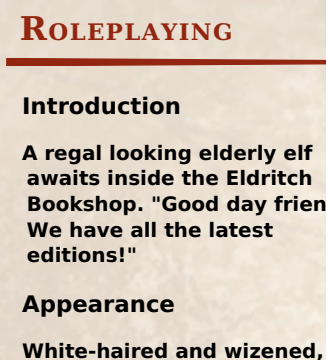 Roleplaying
Introduction
A regal looking elderly elf
awaits inside the Eldritch
Bookshop. "Good day frien
We have all the latest
editions!"
Appearance
White-haired and wizened,